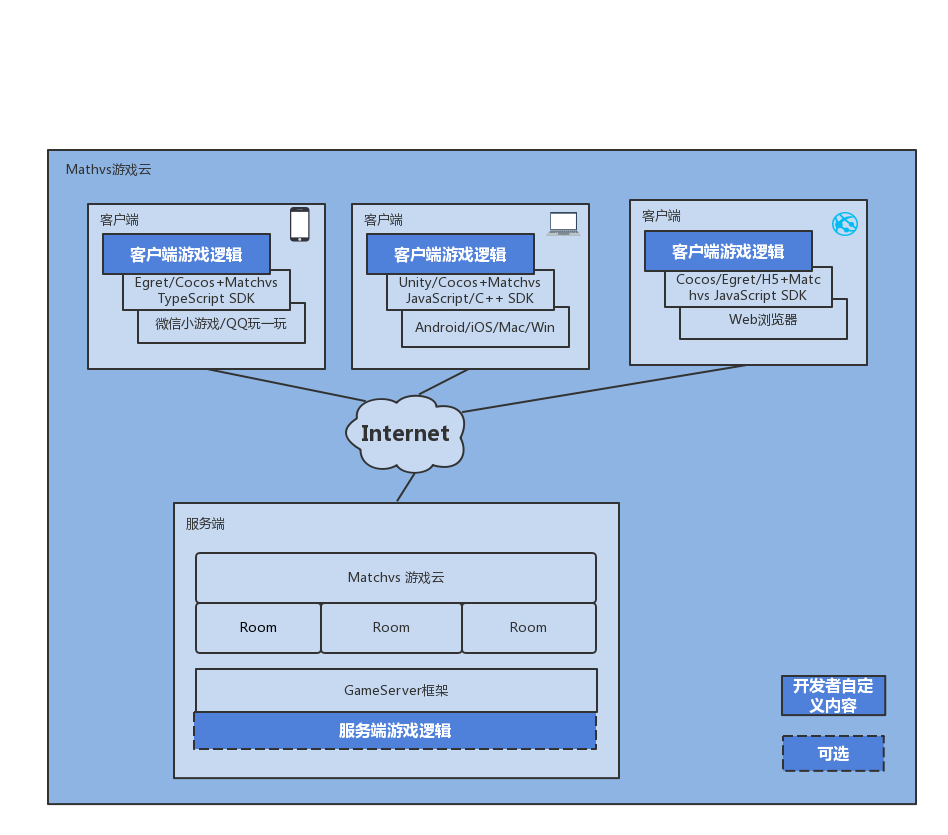 Mathvs游戏云
客户端
客户端游戏逻辑
Egret/Cocos+Matchvs
TypeScript SDK
微信小游戏/QQ玩一玩
客户端
客户端游戏逻辑
Unity/Cocos+Matchvs
JavaScript/C++ SDK
Android/iOS/Mac/Win
客户端
客户端游戏逻辑
Cocos/Egret/H5+Matc
hvs JavaScript SDK
Web浏览器
Internet
服务端
Matchvs 游戏云
Room
Room
Room
GameServer框架
服务端游戏逻辑
开发者自定
义内容
可选